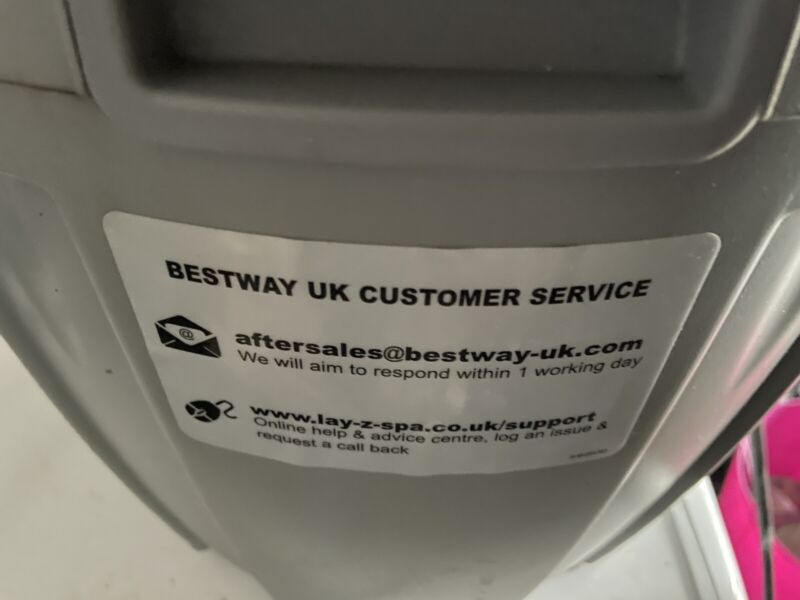 BESTWAY UK CUSTOMER SERVICE
@
aftersales@bestway-uk.com
We will aim to respond within 1 working day
www.lay-z-spa.co.uk/support
Online help & advice centre, log an issue &
request a call back